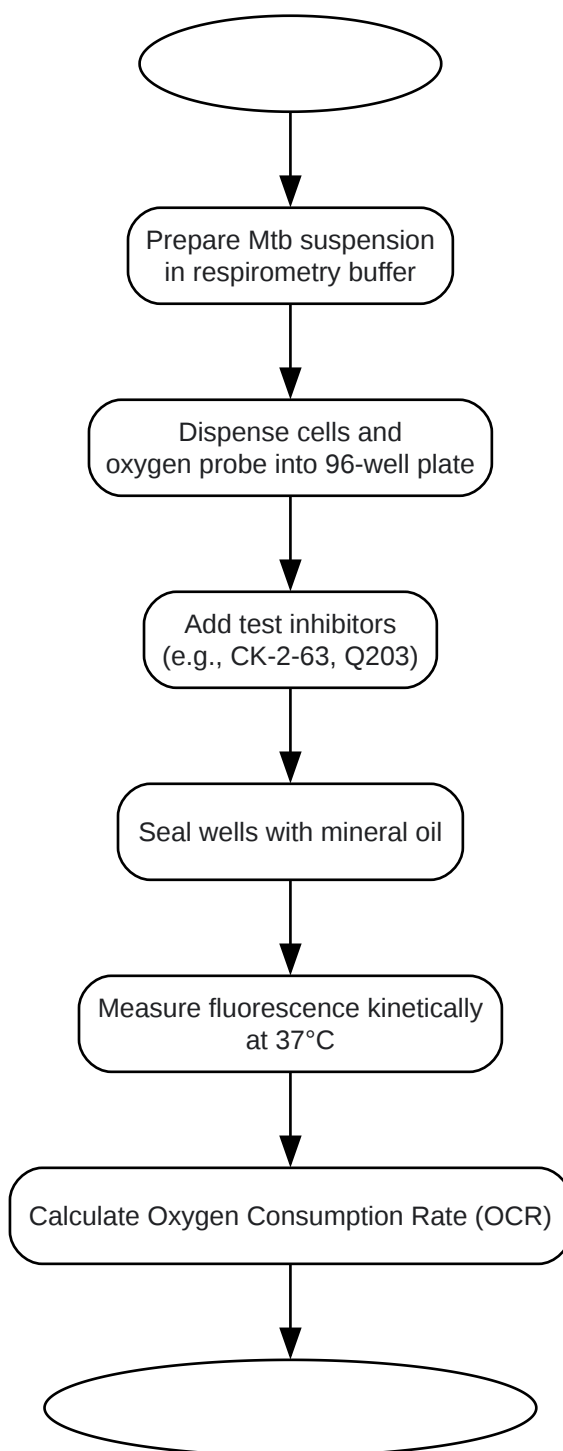 Prepare Mtb suspension
in respirometry buffer
Dispense cells and
oxygen probe into 96-well plate
Add test inhibitors
(e.g., CK-2-63, Q203)
Seal wells with mineral oil
Measure fluorescence kinetically
at 37°C
Calculate Oxygen Consumption Rate (OCR)